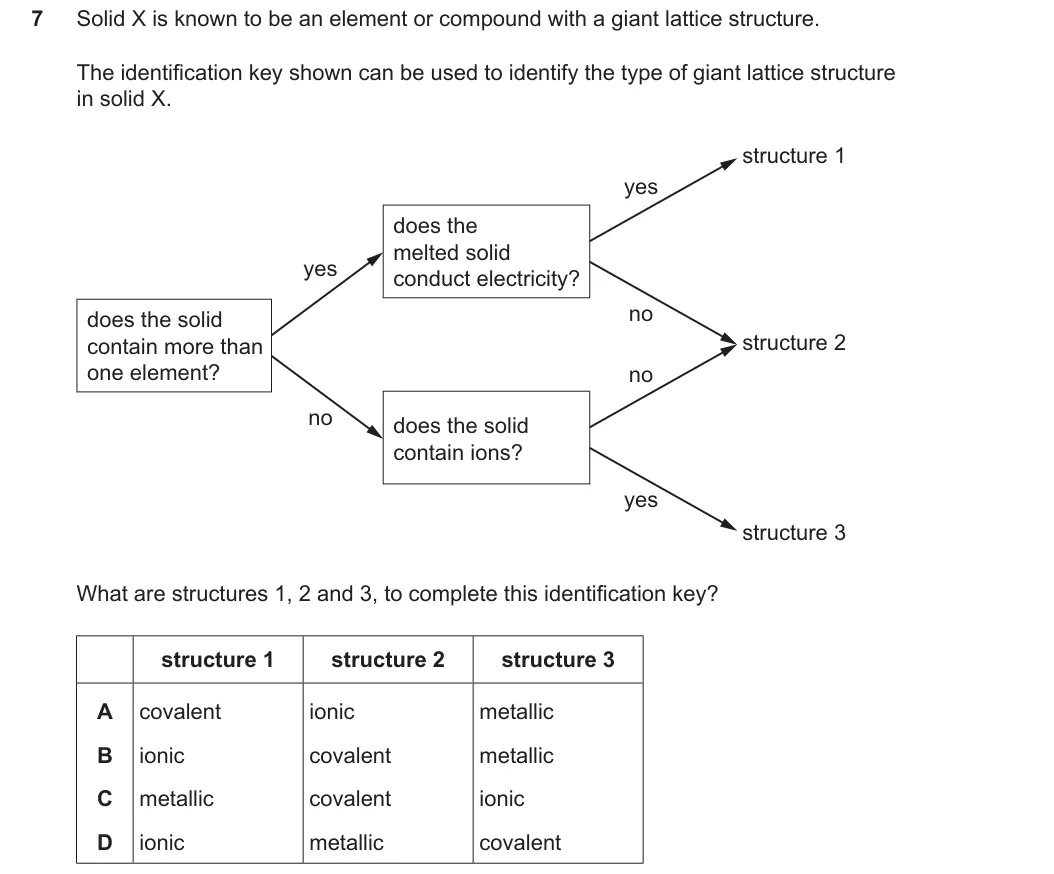 7 Solid X is known to be an element or compound with a giant lattice structure.
The identification key shown can be used to identify the type of giant lattice structure
in solid X.
structure 1
yes
does the
melted solid
conduct electricity?
yes
no
does the solid
contain more than
one element?
structure 2
no
no
does the solid
contain ions?
yes
structure 3
What are structures 1, 2 and 3, to complete this identification key?
structure 1 structure 2 structure 3
A covalent ionic metallic
B ionic covalent metallic
C metallic covalent ionic
D ionic metallic covalent